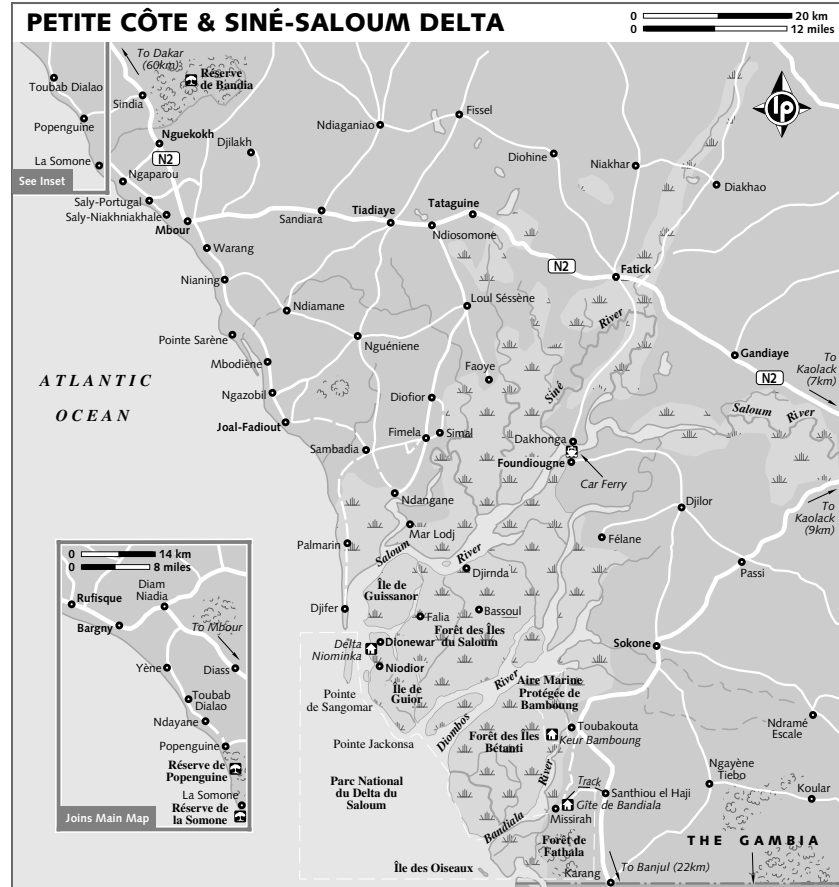 PETITE CÔTE & SINÉ-SALOUM DELTA
0 20 km
0 12 miles
To Dakar
(60km)
Réserve
de Bandia
Toubab Dialao
Sindia
Popenguine
Nguekokh
N2
Djilakh
Ndiaganiao
Fissel
Diohine
Niakhar
Diakhao
lp
La Somone
See Inset
Ngaparou
Saly-Portugal
Saly-Niakhniakhale
Mbour
Sandiara
Tiadiaye
Tataguine
Ndiosomone
Warang
N2
Fatick
Nianing
Ndiamane
Loul Séssène
River
Pointe Sarène
Nguéniene
Gandiaye
To
Kaolack
(7km)
N2
Mbodiène
Faoye
Siné
ATLANTIC
OCEAN
Ngazobil
Diofior
Saloum
River
Joal-Fadiout
Fimela
Simal
Dakhonga
Sambadia
Foundiougne
Car Ferry
Ndangane
To
Kaolack
(9km)
Djilor
Mar Lodj
Félane
Palmarin
Saloum
River
Djirnda
Passi
Île de
Guissanor
Djifer
Falia
Bassoul
Forêt des Îles
du Saloum
Delta
Niominka
Dionewar
Niodior
Sokone
River
Aire Marine
Protégée de
Bamboung
Pointe
de Sangomar
Île de
Guior
Diombos
Toubakouta
Keur Bamboung
Ndramé
Escale
Pointe Jackonsa
Forêt des Îles
Bétanti
Parc National
du Delta du
Saloum
River
Track
Santhiou el Haji
Ngayène
Tiebo
Koular
Gîte de Bandiala
Missirah
Bandiala
Forêt de
Fathala
THE GAMBIA
Île des Oiseaux
Karang
To Banjul (22km)
0 14 km
0 8 miles
Diam
Niadia
Rufisque
Bargny
To Mbour
Yène
Diass
Toubab
Dialao
Ndayane
Popenguine
Réserve de
Popenguine
La Somone
Réserve de
la Somone
Joins Main Map